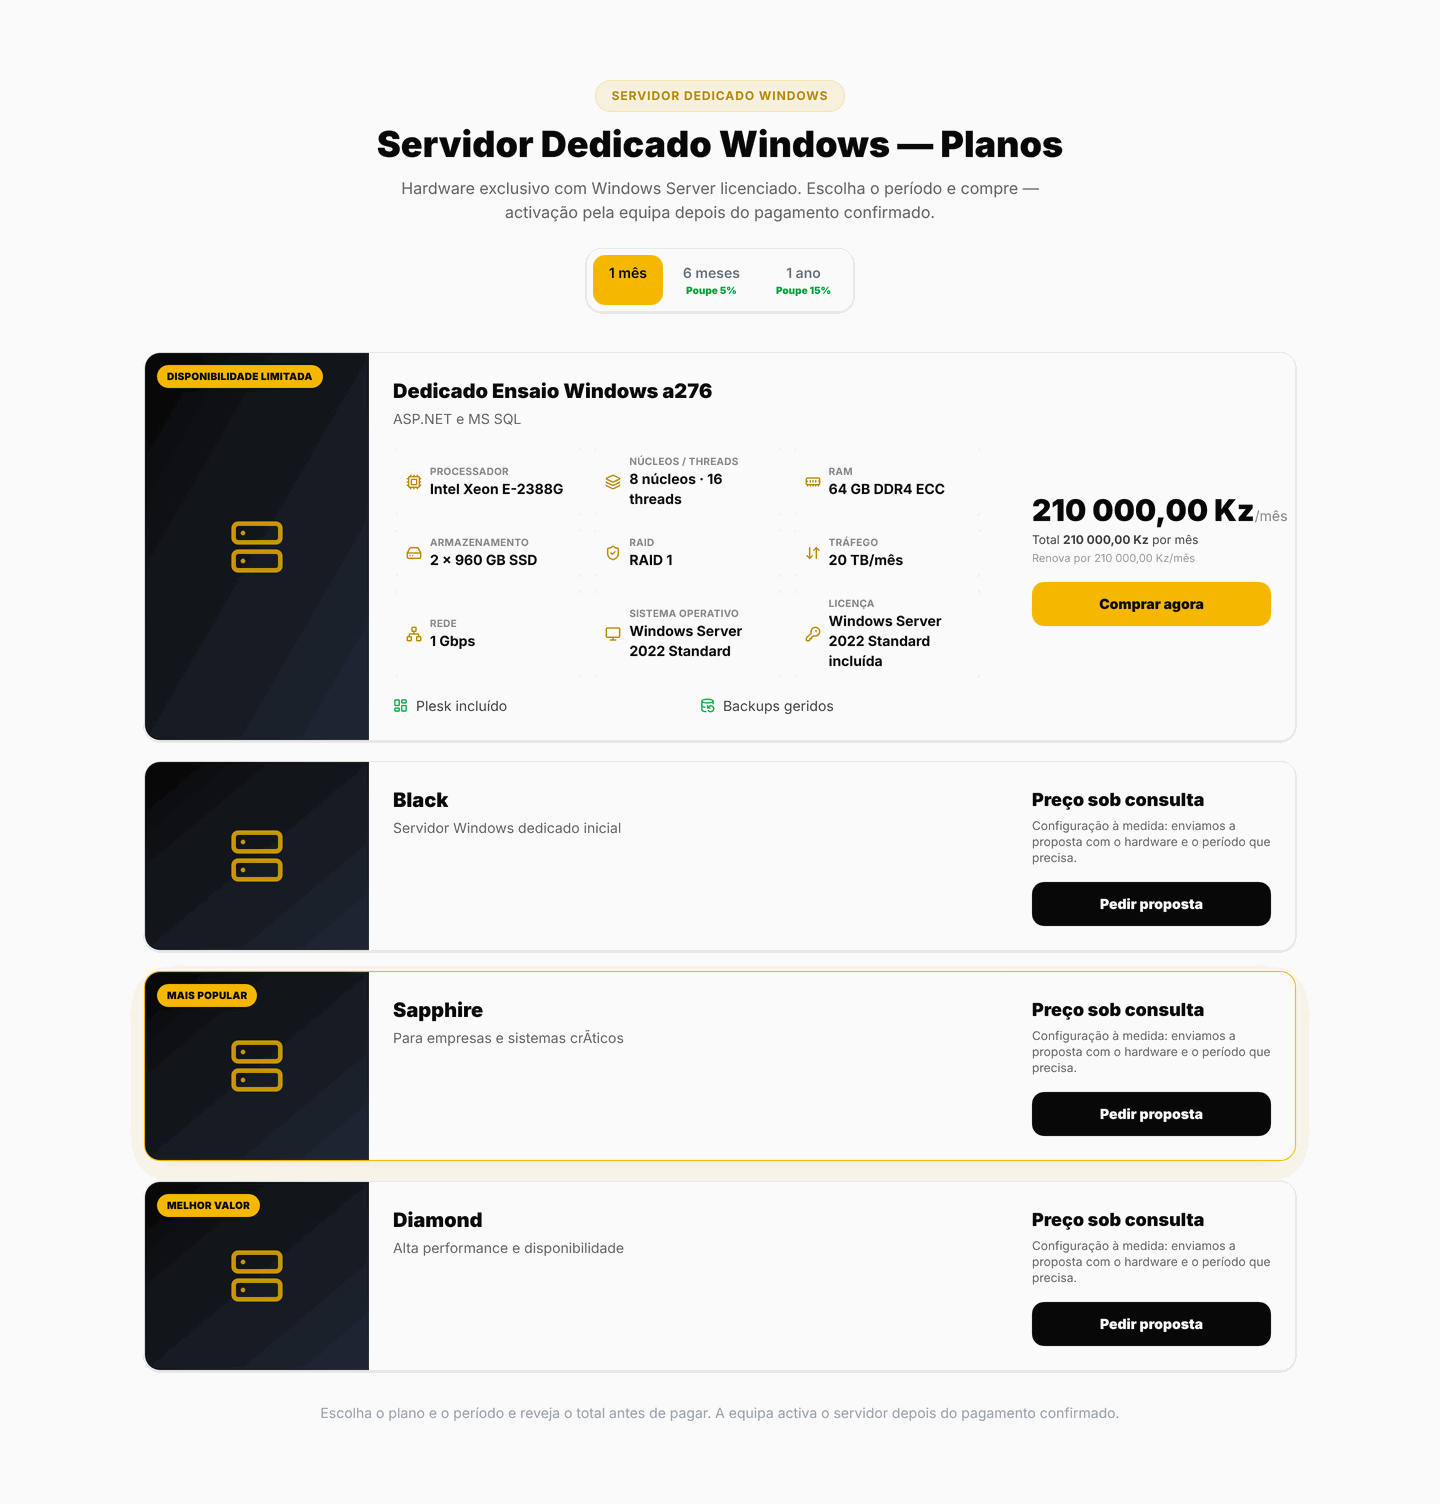 SERVIDOR DEDICADO WINDOWS
Servidor Dedicado Windows — Planos
Hardware exclusivo com Windows Server licenciado. Escolha o período e compre —
activação pela equipa depois do pagamento confirmado.
1 mês
6 meses
Poupe 5%
1 ano
Poupe 15%
DISPONIBILIDADE LIMITADA
Dedicado Ensaio Windows a276
ASP.NET e MS SQL
PROCESSADOR
Intel Xeon E-2388G
NÚCLEOS / THREADS
8 núcleos · 16
threads
RAM
64 GB DDR4 ECC
ARMAZENAMENTO
2 × 960 GB SSD
RAID
RAID 1
TRÁFEGO
20 TB/mês
REDE
1 Gbps
SISTEMA OPERATIVO
Windows Server
2022 Standard
LICENÇA
Windows Server
2022 Standard
incluída
Plesk incluído
Backups geridos
210 000,00 Kz/mês
Total 210 000,00 Kz por mês
Renova por 210 000,00 Kz/mês
Comprar agora
Black
Servidor Windows dedicado inicial
Preço sob consulta
Configuração à medida: enviamos a
proposta com o hardware e o período que
precisa.
Pedir proposta
MAIS POPULAR
Sapphire
Para empresas e sistemas crÃticos
Preço sob consulta
Configuração à medida: enviamos a
proposta com o hardware e o período que
precisa.
Pedir proposta
MELHOR VALOR
Diamond
Alta performance e disponibilidade
Preço sob consulta
Configuração à medida: enviamos a
proposta com o hardware e o período que
precisa.
Pedir proposta
Escolha o plano e o período e reveja o total antes de pagar. A equipa activa o servidor depois do pagamento confirmado.